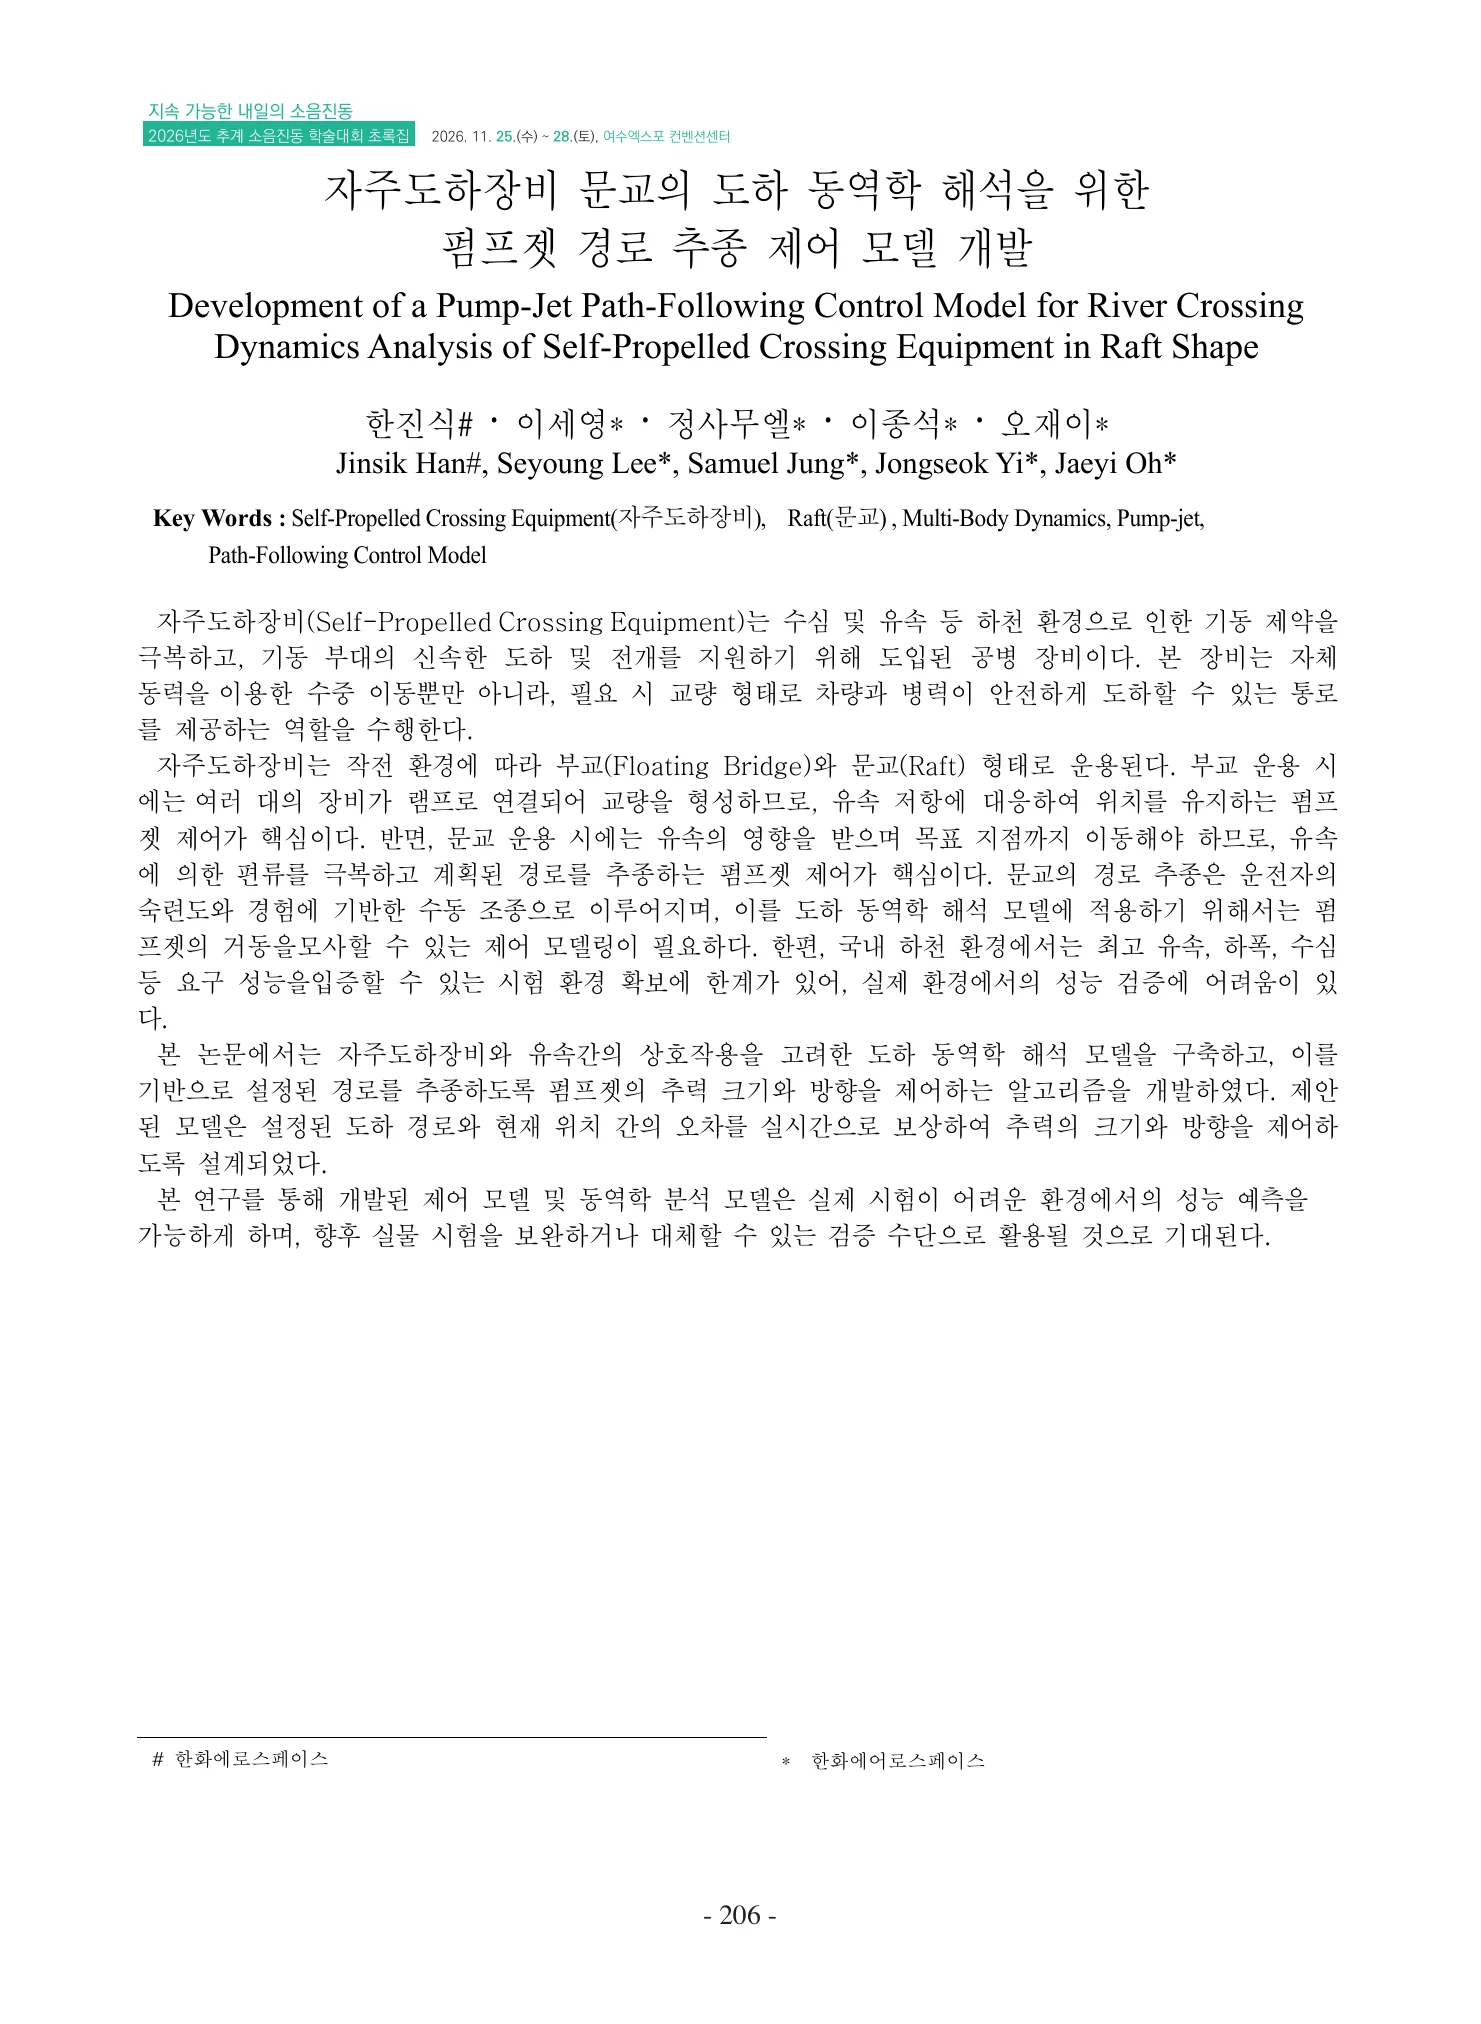 지속 가능한 내일의 소음진동
2026년도 추계 소음진동 학술대회 초록집 2026. 11. 25.(수) ~ 28.(토), 여수엑스포 컨벤션센터
자주도하장비 문교의 도하 동역학 해석을 위한
펌프젯 경로 추종 제어 모델 개발
Development of a Pump-Jet Path-Following Control Model for River Crossing
Dynamics Analysis of Self-Propelled Crossing Equipment in Raft Shape
한진식# · 이세영* · 정사무엘* · 이종석* · 오재이*
Jinsik Han#, Seyoung Lee*, Samuel Jung*, Jongseok Yi*, Jaeyi Oh*
Key Words : Self-Propelled Crossing Equipment(자주도하장비), Raft(문교) , Multi-Body Dynamics, Pump-jet,
Path-Following Control Model
자주도하장비(Self-Propelled Crossing Equipment)는 수심 및 유속 등 하천 환경으로 인한 기동 제약을
극복하고, 기동 부대의 신속한 도하 및 전개를 지원하기 위해 도입된 공병 장비이다. 본 장비는 자체
동력을 이용한 수중 이동뿐만 아니라, 필요 시 교량 형태로 차량과 병력이 안전하게 도하할 수 있는 통로
를 제공하는 역할을 수행한다.
자주도하장비는 작전 환경에 따라 부교(Floating Bridge)와 문교(Raft) 형태로 운용된다. 부교 운용 시
에는 여러 대의 장비가 램프로 연결되어 교량을 형성하므로, 유속 저항에 대응하여 위치를 유지하는 펌프
젯 제어가 핵심이다. 반면, 문교 운용 시에는 유속의 영향을 받으며 목표 지점까지 이동해야 하므로, 유속
에 의한 편류를 극복하고 계획된 경로를 추종하는 펌프젯 제어가 핵심이다. 문교의 경로 추종은 운전자의
숙련도와 경험에 기반한 수동 조종으로 이루어지며, 이를 도하 동역학 해석 모델에 적용하기 위해서는 펌
프젯의 거동을모사할 수 있는 제어 모델링이 필요하다. 한편, 국내 하천 환경에서는 최고 유속, 하폭, 수심
등 요구 성능을입증할 수 있는 시험 환경 확보에 한계가 있어, 실제 환경에서의 성능 검증에 어려움이 있
다.
본 논문에서는 자주도하장비와 유속간의 상호작용을 고려한 도하 동역학 해석 모델을 구축하고, 이를
기반으로 설정된 경로를 추종하도록 펌프젯의 추력 크기와 방향을 제어하는 알고리즘을 개발하였다. 제안
된 모델은 설정된 도하 경로와 현재 위치 간의 오차를 실시간으로 보상하여 추력의 크기와 방향을 제어하
도록 설계되었다.
본 연구를 통해 개발된 제어 모델 및 동역학 분석 모델은 실제 시험이 어려운 환경에서의 성능 예측을
가능하게 하며, 향후 실물 시험을 보완하거나 대체할 수 있는 검증 수단으로 활용될 것으로 기대된다.
# 한화에로스페이스
* 한화에어로스페이스
- 206 -